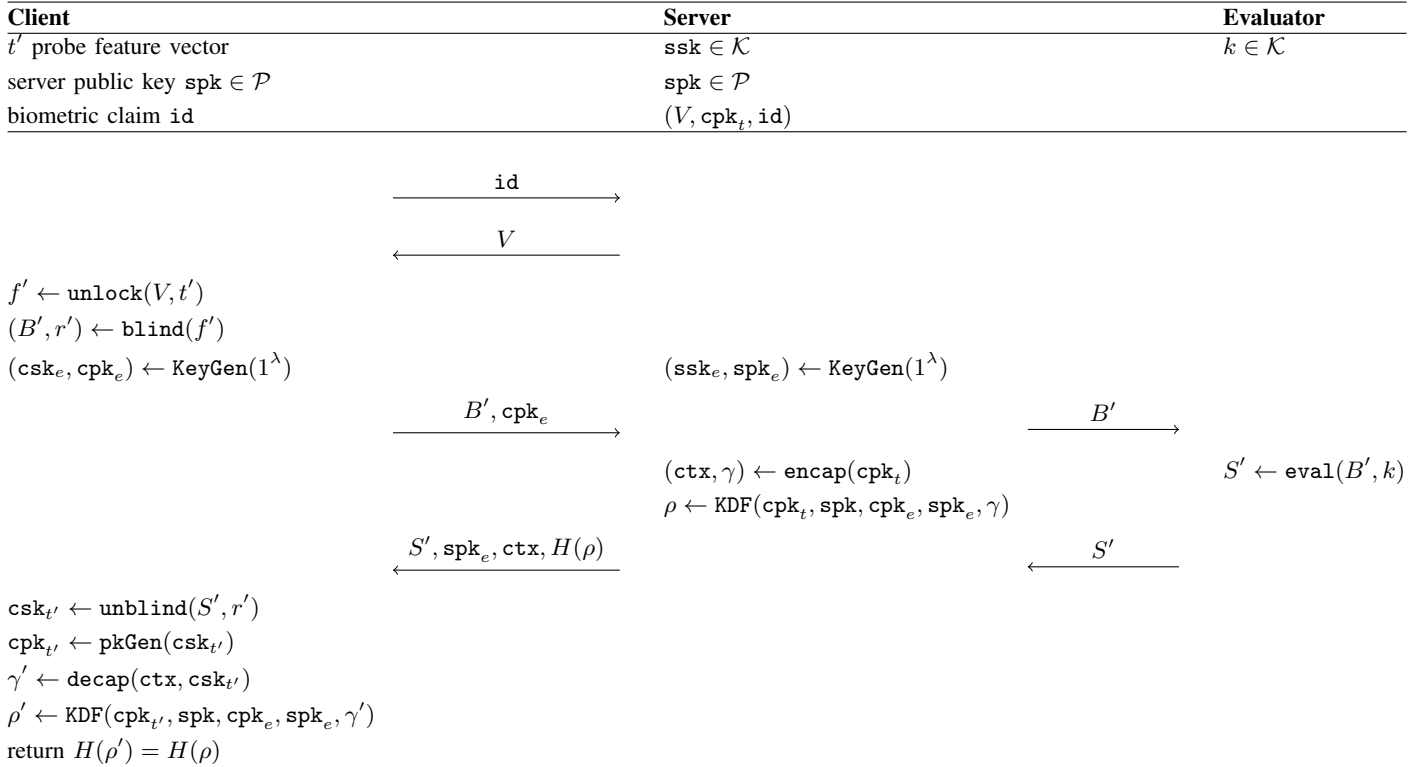 Client Server Evaluator
t′ probe feature vector ssk ∈ 𝒦 k ∈ 𝒦
server public key spk ∈ 𝒫 spk ∈ 𝒫
biometric claim id (V, cpk_t, id)
id
V
f′ ← unlock(V, t′)
(B′, r′) ← blind(f′)
(csk_e, cpk_e) ← KeyGen(1^λ) (ssk_e, spk_e) ← KeyGen(1^λ)
B′, cpk_e B′
(ctx, γ) ← encap(cpk_t) S′ ← eval(B′, k)
ρ ← KDF(cpk_t, spk, cpk_e, spk_e, γ)
S′, spk_e, ctx, H(ρ) S′
csk_t′ ← unblind(S′, r′)
cpk_t′ ← pkGen(csk_t′)
γ′ ← decap(ctx, csk_t′)
ρ′ ← KDF(cpk_t′, spk, cpk_e, spk_e, γ′)
return H(ρ′) = H(ρ)